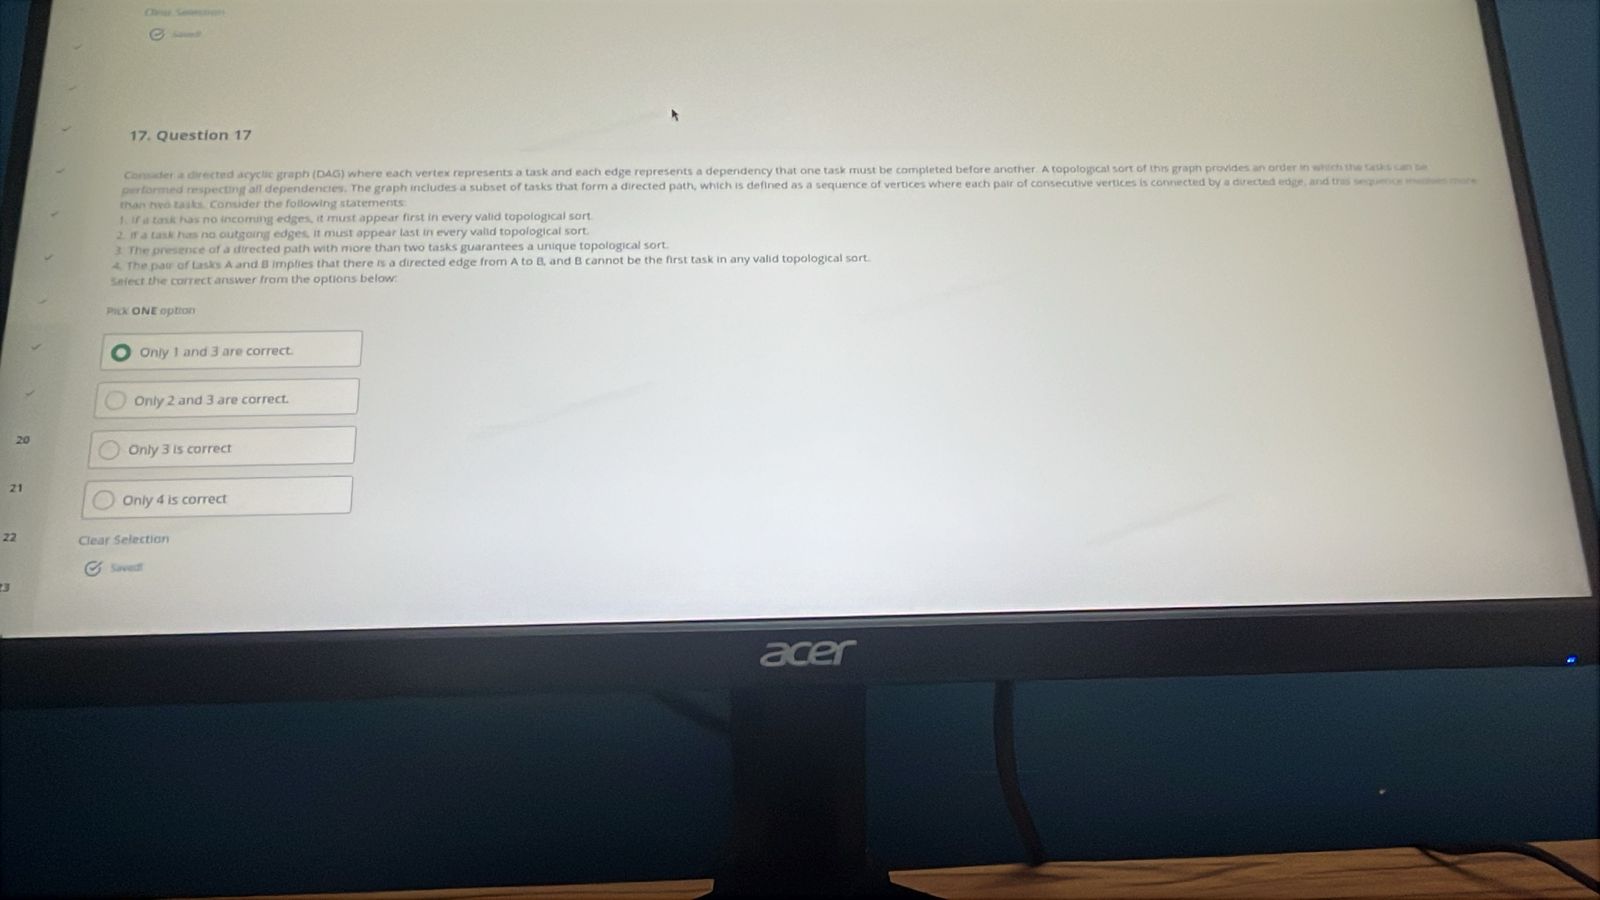 Clear Selection
Saved!
17. Question 17
Consider a directed acyclic graph (DAG) where each vertex represents a task and each edge represents a dependency that one task must be completed before another. A topological sort of this graph provides an order in which the tasks can be
performed respecting all dependencies. The graph includes a subset of tasks that form a directed path, which is defined as a sequence of vertices where each pair of consecutive vertices is connected by a directed edge, and this sequence involves more
than two tasks. Consider the following statements:
1. If a task has no incoming edges, it must appear first in every valid topological sort.
2. If a task has no outgoing edges, it must appear last in every valid topological sort.
3. The presence of a directed path with more than two tasks guarantees a unique topological sort.
4. The pair of tasks A and B implies that there is a directed edge from A to B, and B cannot be the first task in any valid topological sort.
Select the correct answer from the options below:
Pick ONE option
Only 1 and 3 are correct.
Only 2 and 3 are correct.
20
Only 3 is correct
21
Only 4 is correct
22
Clear Selection
Saved!
23
acer